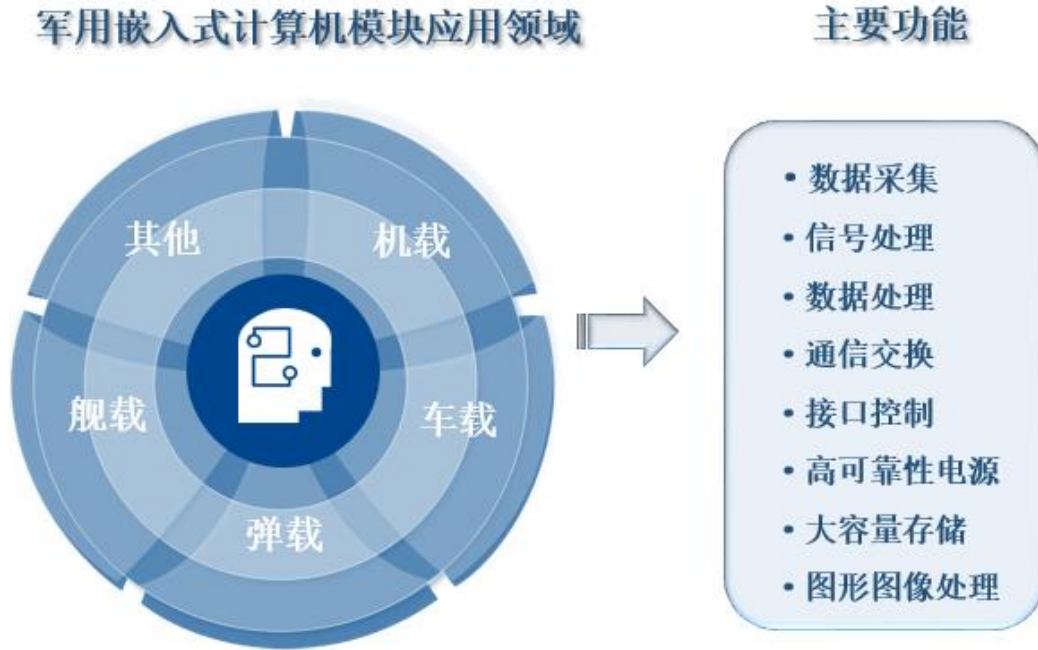 军用嵌入式计算机模块应用领域
主要功能
其他
机载
舰载
车载
弹载
• 数据采集
• 信号处理
• 数据处理
• 通信交换
• 接口控制
• 高可靠性电源
• 大容量存储
• 图形图像处理